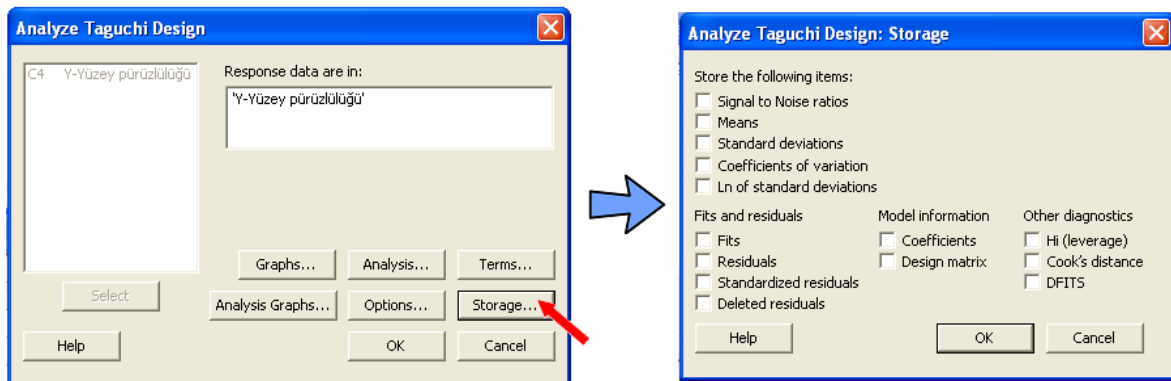 Analyze Taguchi Design
C4 Y-Yüzey pürüzlülüğü
Response data are in:
'Y-Yüzey pürüzlülüğü'
Graphs...
Analysis...
Terms...
Select
Analysis Graphs...
Options...
Storage...
Help
OK
Cancel
Analyze Taguchi Design: Storage
Store the following items:
Signal to Noise ratios
Means
Standard deviations
Coefficients of variation
Ln of standard deviations
Fits and residuals
Fits
Residuals
Standardized residuals
Deleted residuals
Model information
Coefficients
Design matrix
Other diagnostics
Hi (leverage)
Cook's distance
DFITS
Help
OK
Cancel